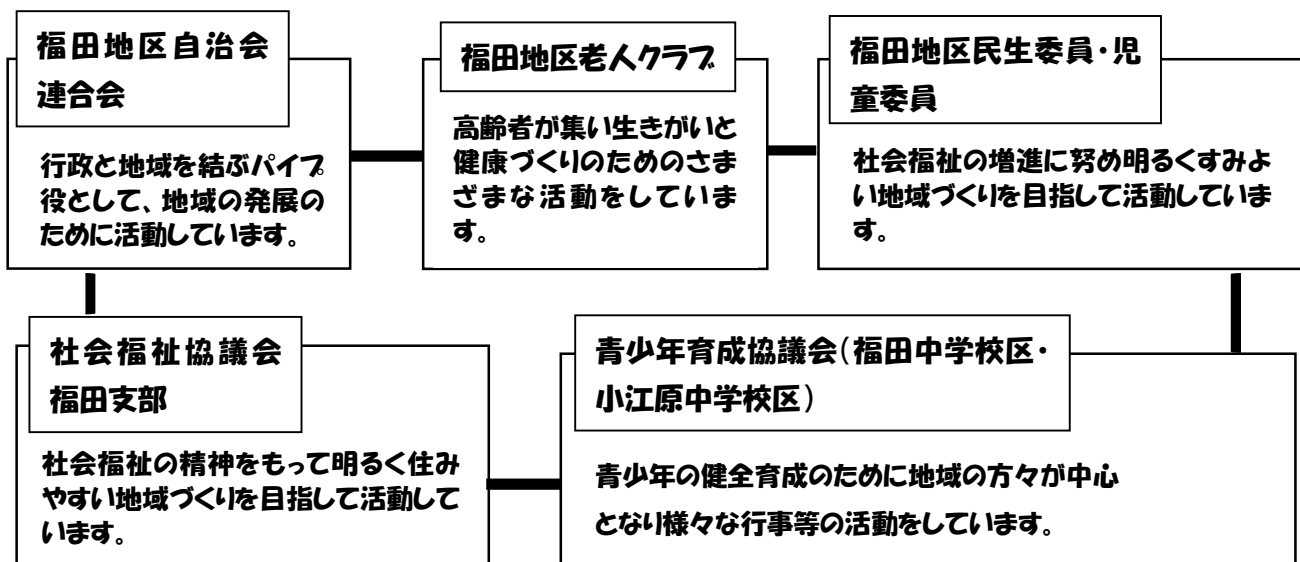 福田地区自治会
連合会
行政と地域を結ぶパイプ
役として、地域の発展の
ために活動しています。
福田地区老人クラブ
高齢者が集い生きがいと
健康づくりのためのさま
ざまな活動をしていま
す。
福田地区民生委員・児
童委員
社会福祉の増進に努め明るくすみよ
い地域づくりを目指して活動していま
す。
社会福祉協議会
福田支部
社会福祉の精神をもって明るく住み
やすい地域づくりを目指して活動して
います。
青少年育成協議会(福田中学校区・
小江原中学校区)
青少年の健全育成のために地域の方々が中心
となり様々な行事等の活動をしています。